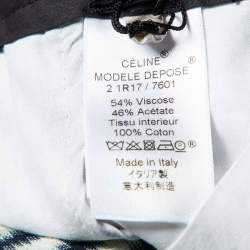 CÉLINE
MODELE DEPOSE
2 1R17 / 7601
54% Viscose
46% Acétate
Tissu interieur
100% Coton
Made in Italy
イタリア製
意大利制造